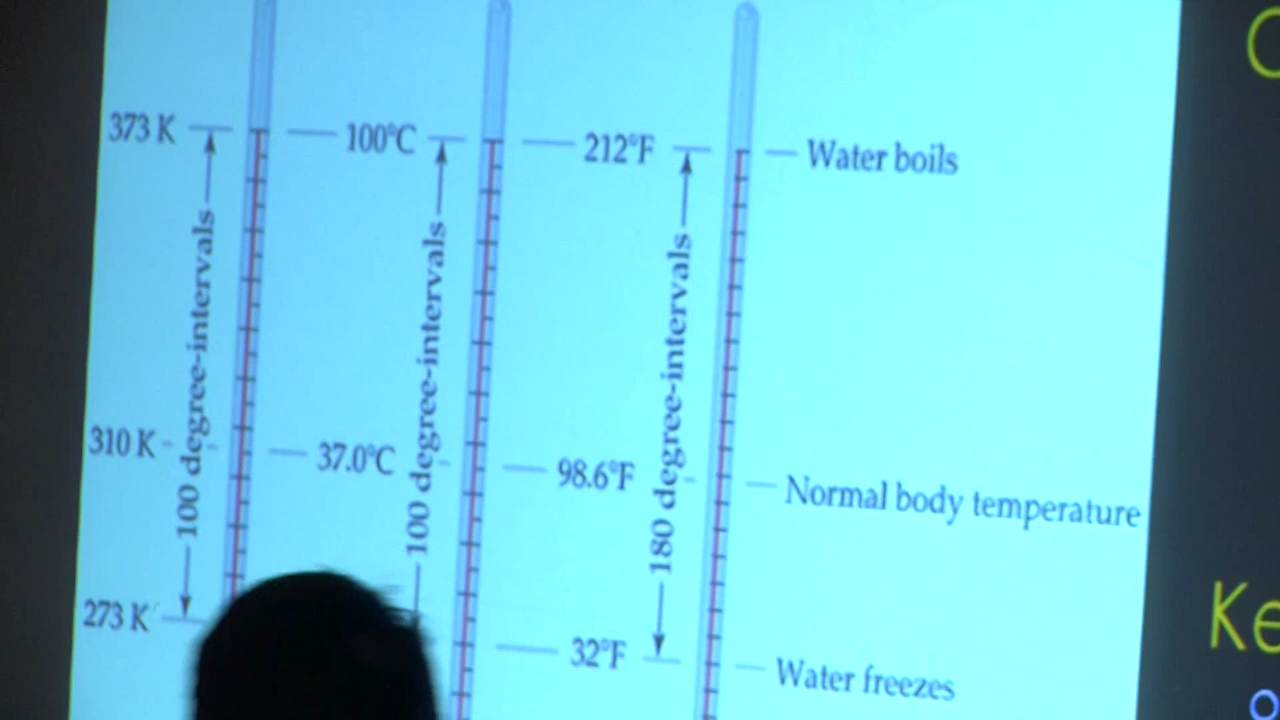 373 K
100°C
212°F
Water boils
100 degree-intervals
100 degree-intervals
180 degree-intervals
310 K
37.0°C
98.6°F
Normal body temperature
273 K
32°F
Water freezes